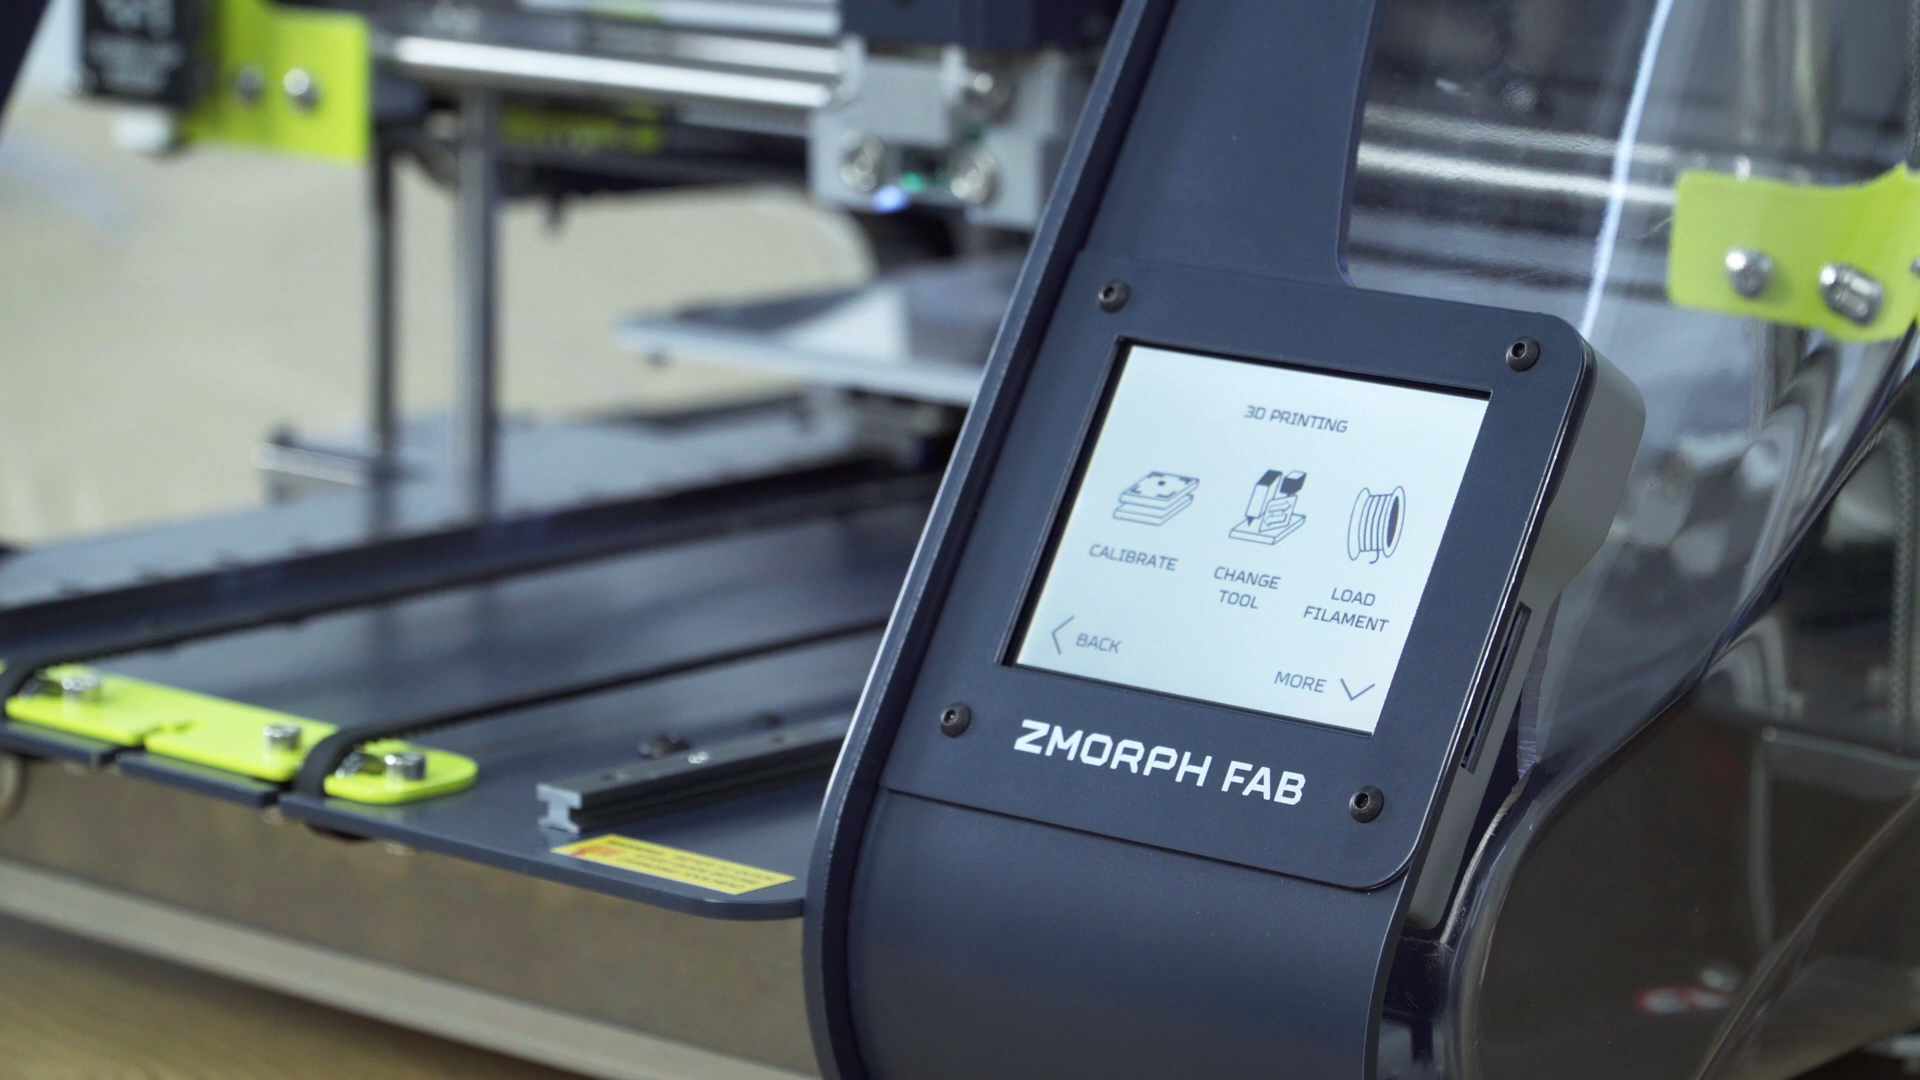 3D PRINTING
CALIBRATE
CHANGE
TOOL
LOAD
FILAMENT
BACK
MORE
ZMORPH FAB